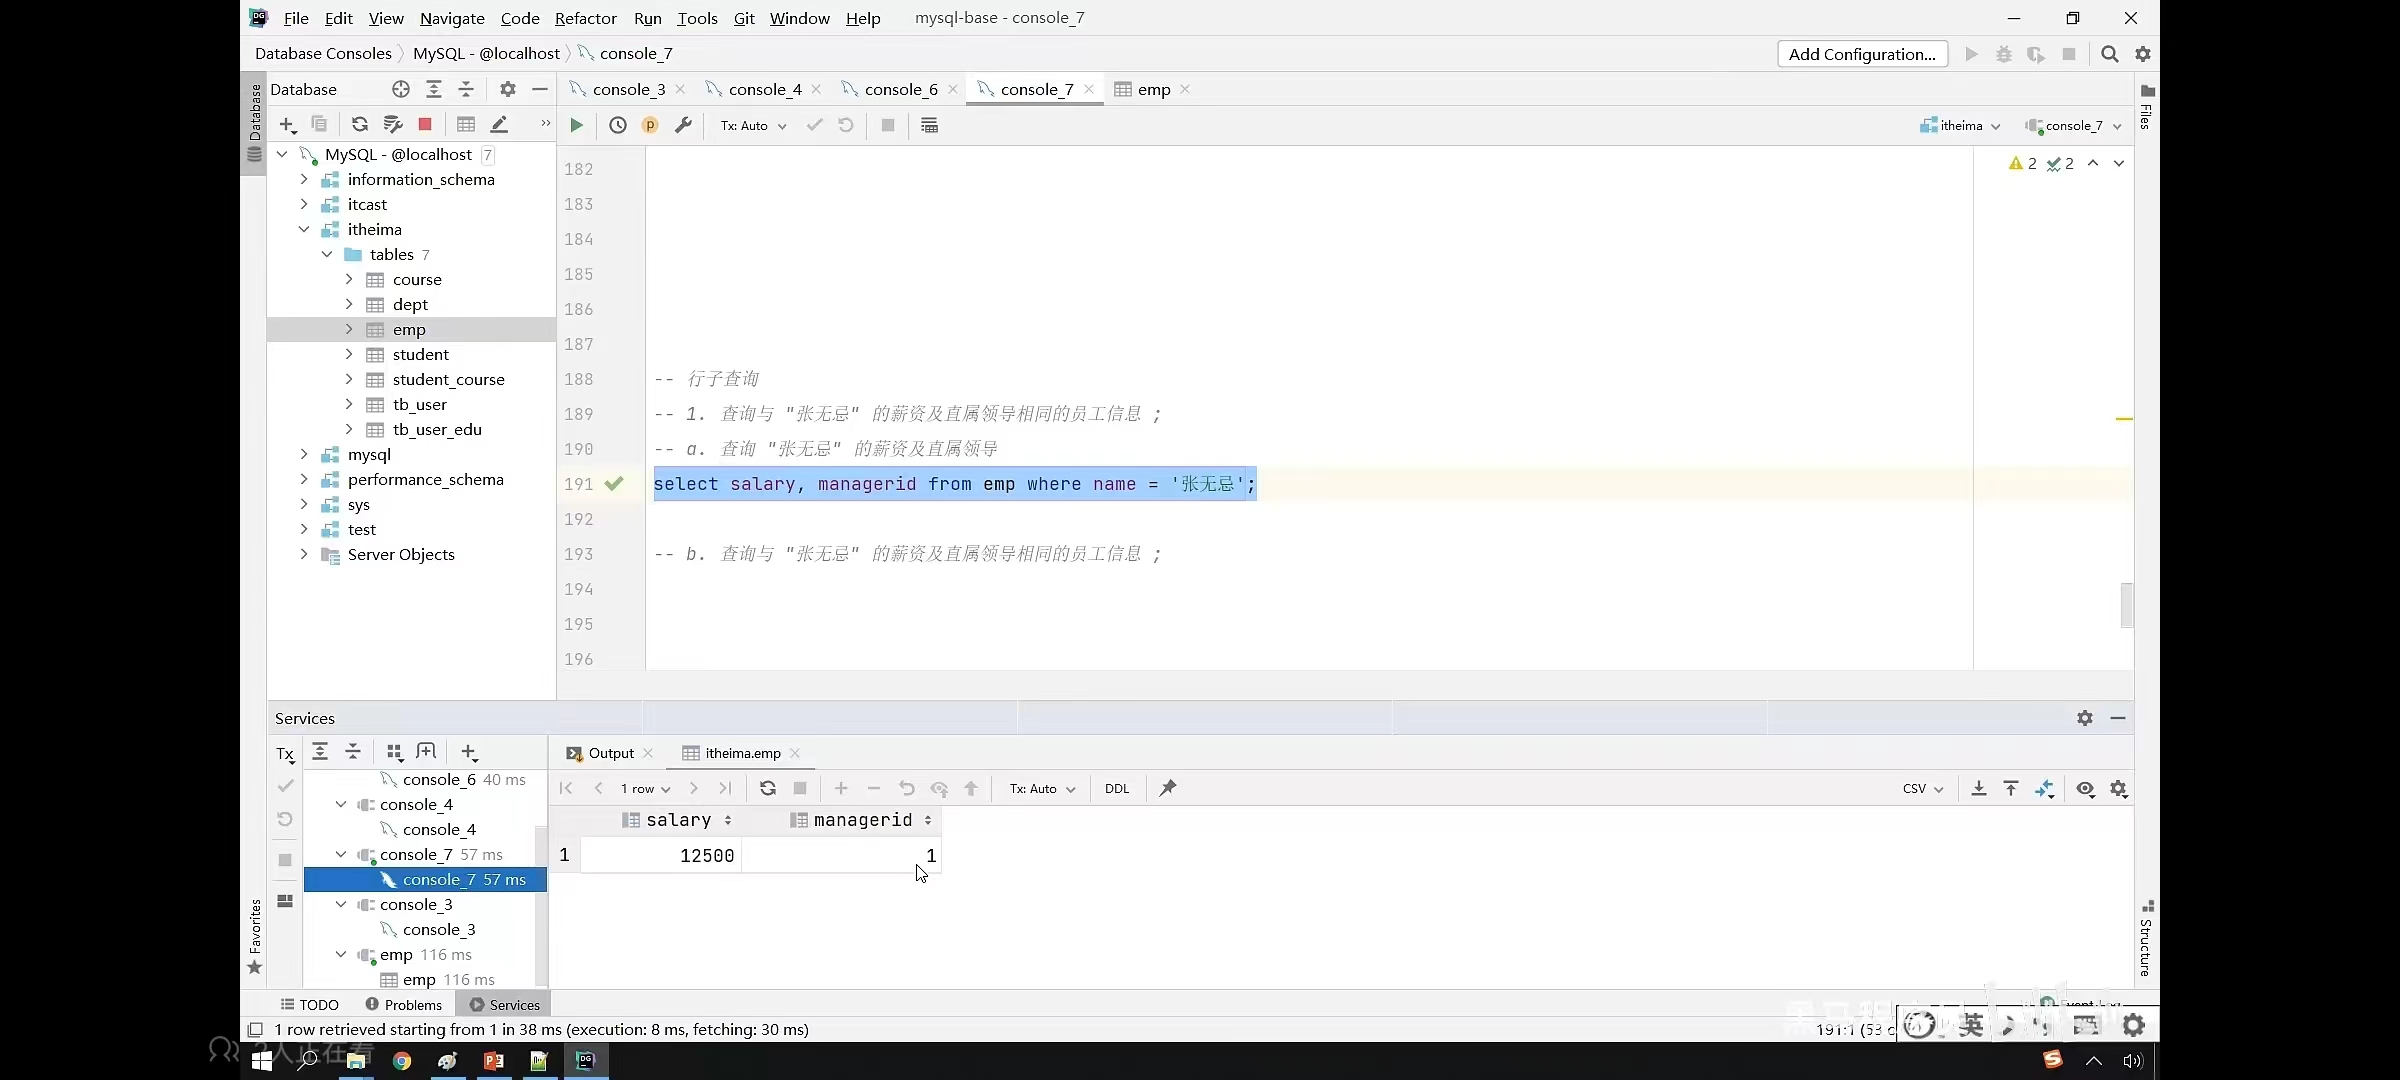 File Edit View Navigate Code Refactor Run Tools Git Window Help mysql-base - console_7
Database Consoles MySQL - @localhost console_7 Add Configuration...
Database
console_3 console_4 console_6 console_7 emp
Tx: Auto itheima console_7
Database
Files
MySQL - @localhost 7
information_schema
itcast
itheima
tables 7
course
dept
emp
student
student_course
tb_user
tb_user_edu
mysql
performance_schema
sys
test
Server Objects
2 2
182
183
184
185
186
187
188 -- 行子查询
189 -- 1. 查询与 "张无忌" 的薪资及直属领导相同的员工信息 ;
190 -- a. 查询 "张无忌" 的薪资及直属领导
191 select salary, managerid from emp where name = '张无忌';
192
193 -- b. 查询与 "张无忌" 的薪资及直属领导相同的员工信息 ;
194
195
196
Services
Tx
Output itheima.emp
console_6 40 ms
console_4
console_4
console_7 57 ms
console_7 57 ms
console_3
console_3
emp 116 ms
emp 116 ms
1 row Tx: Auto DDL CSV
salary managerid
1 12500 1
Favorites
Structure
TODO Problems Services Event Log
1 row retrieved starting from 1 in 38 ms (execution: 8 ms, fetching: 30 ms)
191:1 (53 c
英
2人正在看